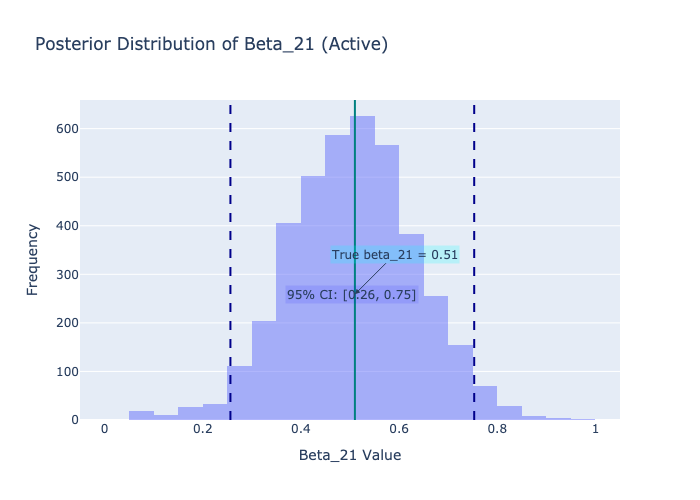 Posterior Distribution of Beta_21 (Active)
600
500
400
300
200
100
0
Frequency
True beta_21 = 0.51
95% CI: [0.26, 0.75]
0
0.2
0.4
0.6
0.8
1
Beta_21 Value